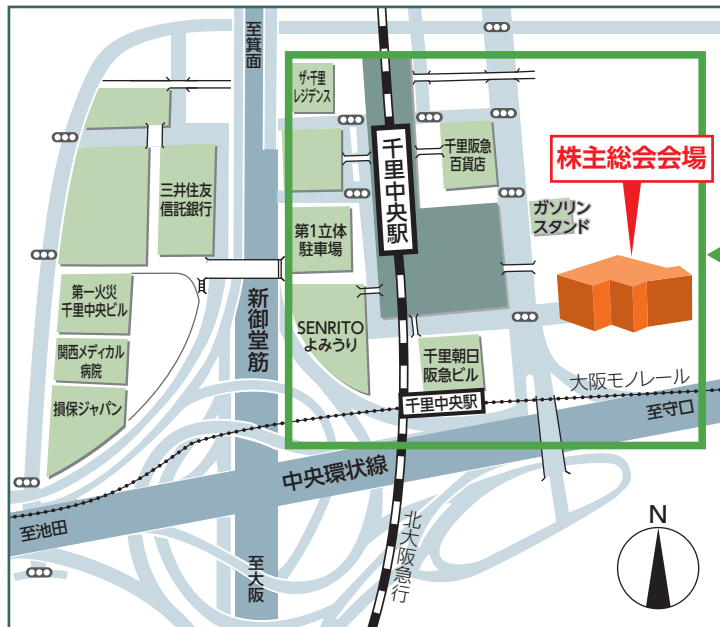 至箕面
ザ・千里
レジデンス
千里中央駅
千里阪急
百貨店
株主総会会場
三井住友
信託銀行
ガソリン
スタンド
第1立体
駐車場
第一火災
千里中央ビル
新御堂筋
SENRITO
よみうり
関西メディカル
病院
千里朝日
阪急ビル
損保ジャパン
千里中央駅
大阪モノレール
至守口
中央環状線
至池田
至大阪
北大阪急行
N